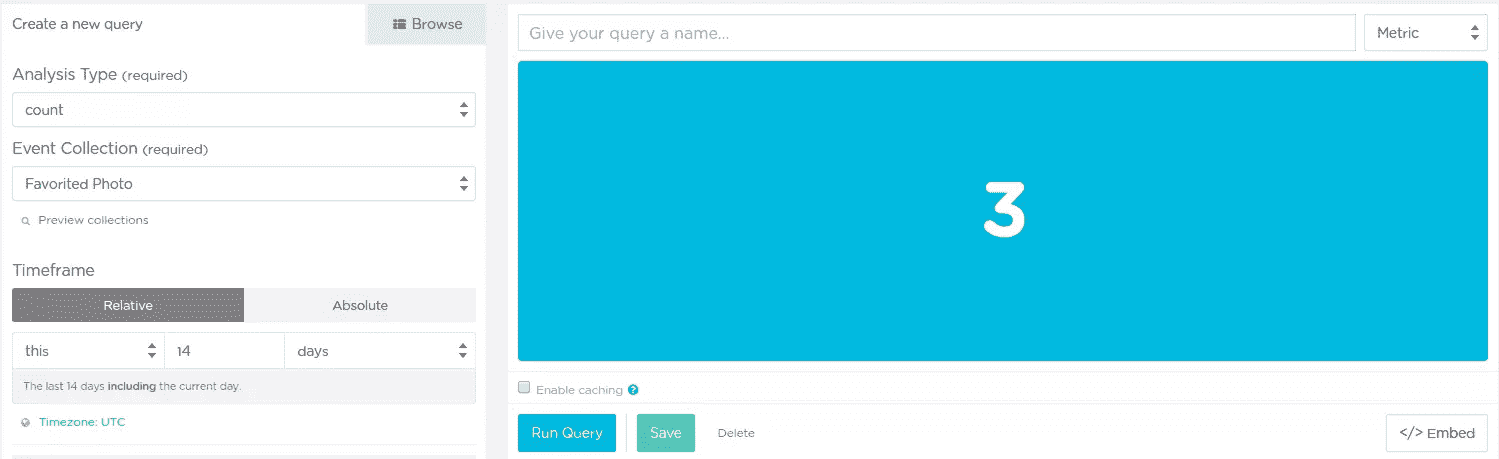 Create a new query
Browse
Analysis Type (required)
count
Event Collection (required)
Favorited Photo
Preview collections
Timeframe
Relative
Absolute
this
14
days
The last 14 days including the current day.
Timezone: UTC
Give your query a name...
Metric
3
Enable caching ?
Run Query
Save
Delete
</> Embed